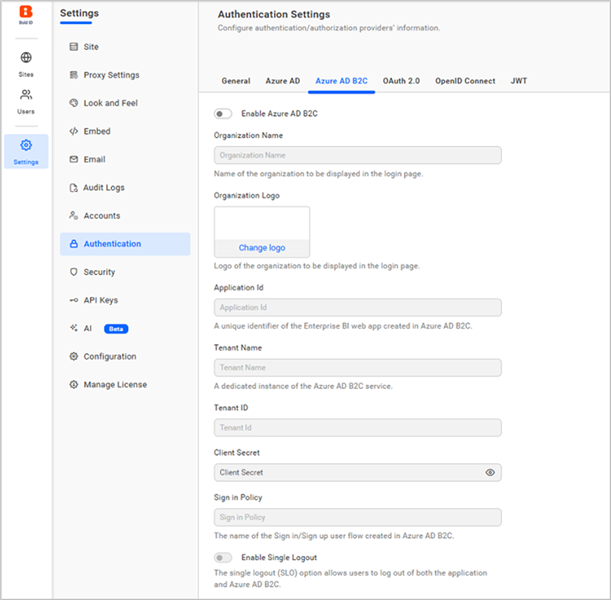 Bold ID
Sites
Users
Settings
Settings
Site
Proxy Settings
Look and Feel
Embed
Email
Audit Logs
Accounts
Authentication
Security
API Keys
AI Beta
Configuration
Manage License
Authentication Settings
Configure authentication/authorization providers' information.
General Azure AD Azure AD B2C OAuth 2.0 OpenID Connect JWT
Enable Azure AD B2C
Organization Name
Organization Name
Name of the organization to be displayed in the login page.
Organization Logo
Change logo
Logo of the organization to be displayed in the login page.
Application Id
Application Id
A unique identifier of the Enterprise BI web app created in Azure AD B2C.
Tenant Name
Tenant Name
A dedicated instance of the Azure AD B2C service.
Tenant ID
Tenant Id
Client Secret
Client Secret
Sign in Policy
Sign in Policy
The name of the Sign in/Sign up user flow created in Azure AD B2C.
Enable Single Logout
The single logout (SLO) option allows users to log out of both the application
and Azure AD B2C.